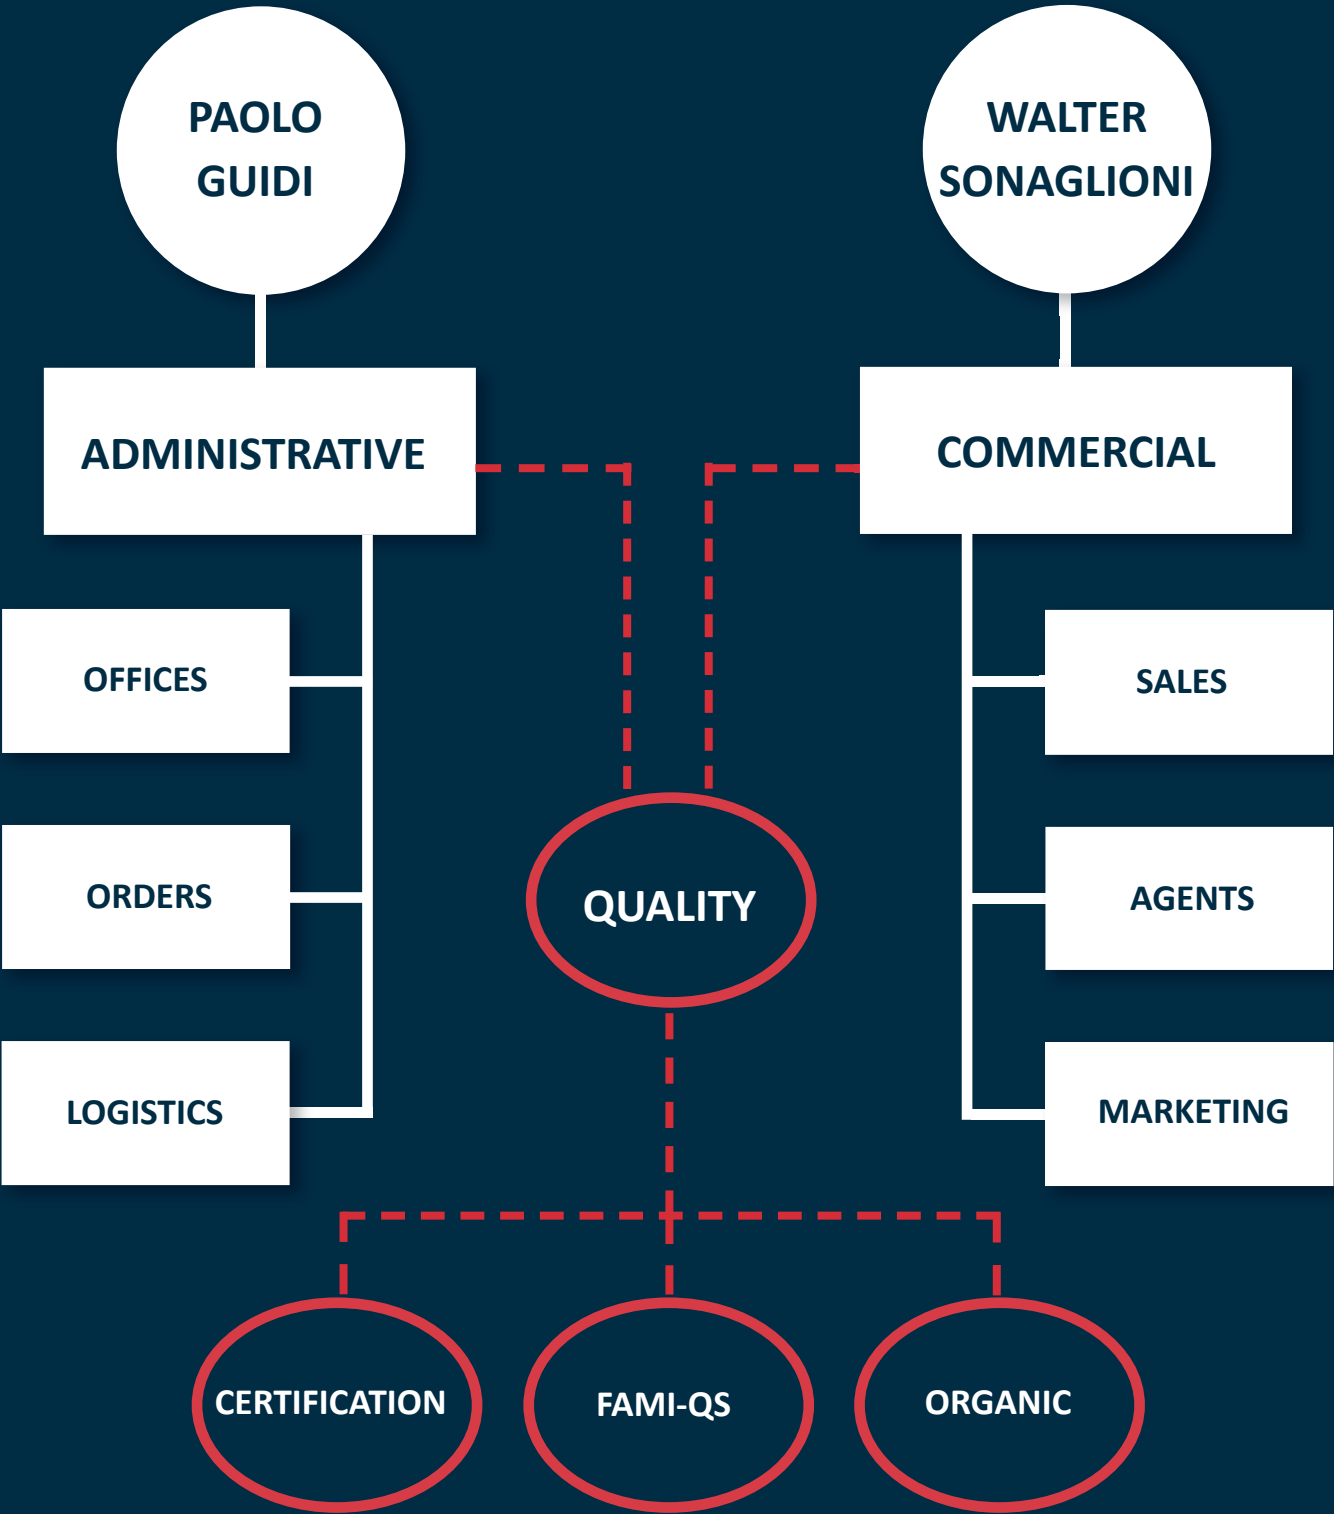 PAOLO
GUIDI
WALTER
SONAGLIONI
ADMINISTRATIVE
COMMERCIAL
OFFICES
SALES
ORDERS
QUALITY
AGENTS
LOGISTICS
MARKETING
CERTIFICATION
FAMI-QS
ORGANIC